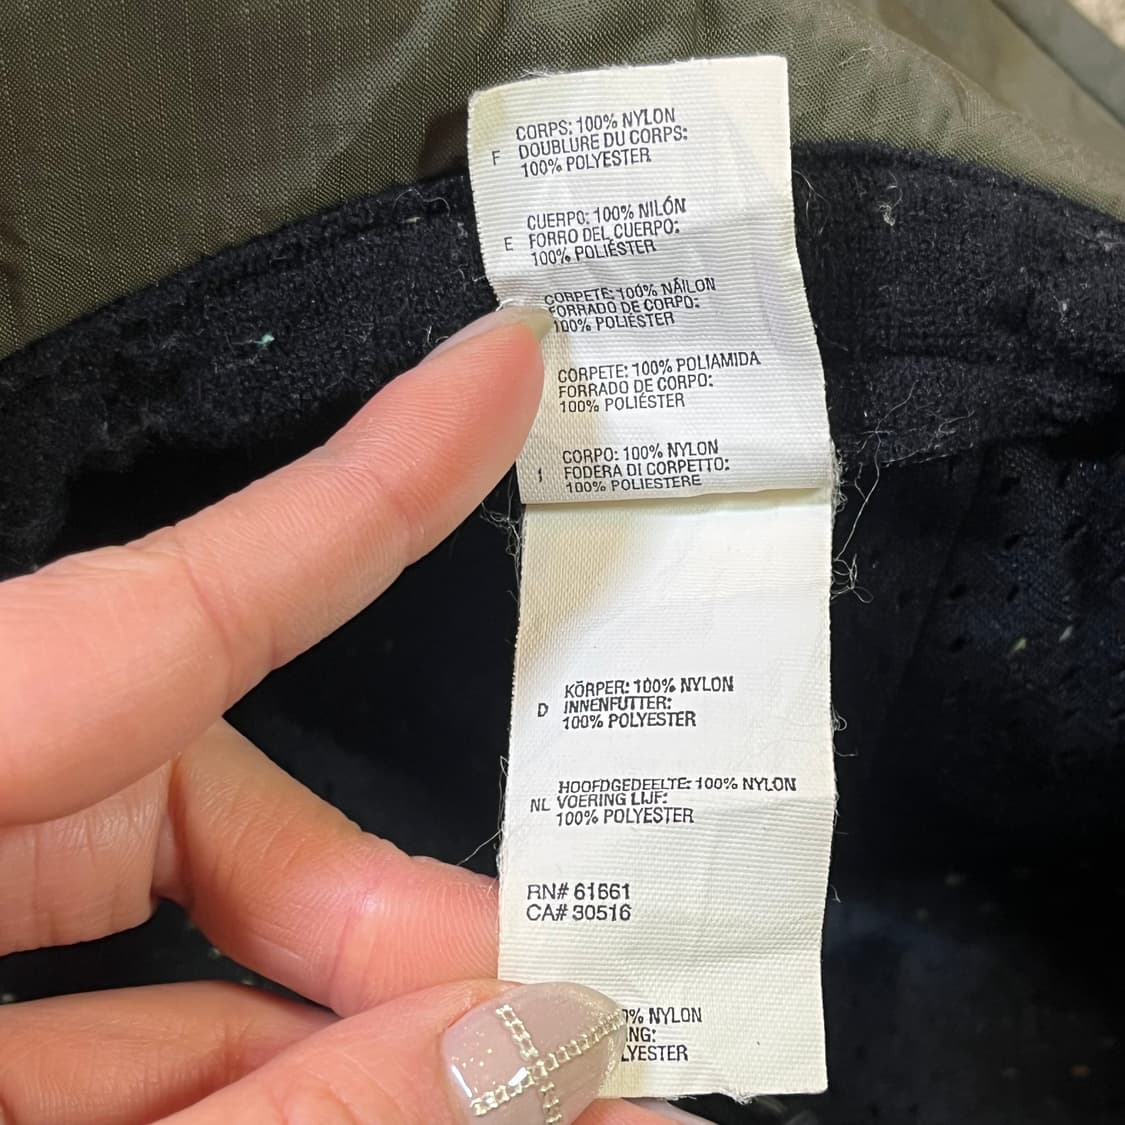 CORPS: 100% NYLON
F DOUBLURE DU CORPS:
100% POLYESTER
CUERPO: 100% NILÓN
E FORRO DEL CUERPO:
100% POLIÉSTER
CORPETE: 100% NÁILON
FORRADO DE CORPO:
100% POLIÉSTER
CORPETE: 100% POLIAMIDA
FORRADO DE CORPO:
100% POLIÉSTER
CORPO: 100% NYLON
I FODERA DI CORPETTO:
100% POLIESTERE
KÖRPER: 100% NYLON
D INNENFUTTER:
100% POLYESTER
HOOFDGEDEELTE: 100% NYLON
NL VOERING LIJF:
100% POLYESTER
RN# 61661
CA# 30516
% NYLON
NG:
LYESTER